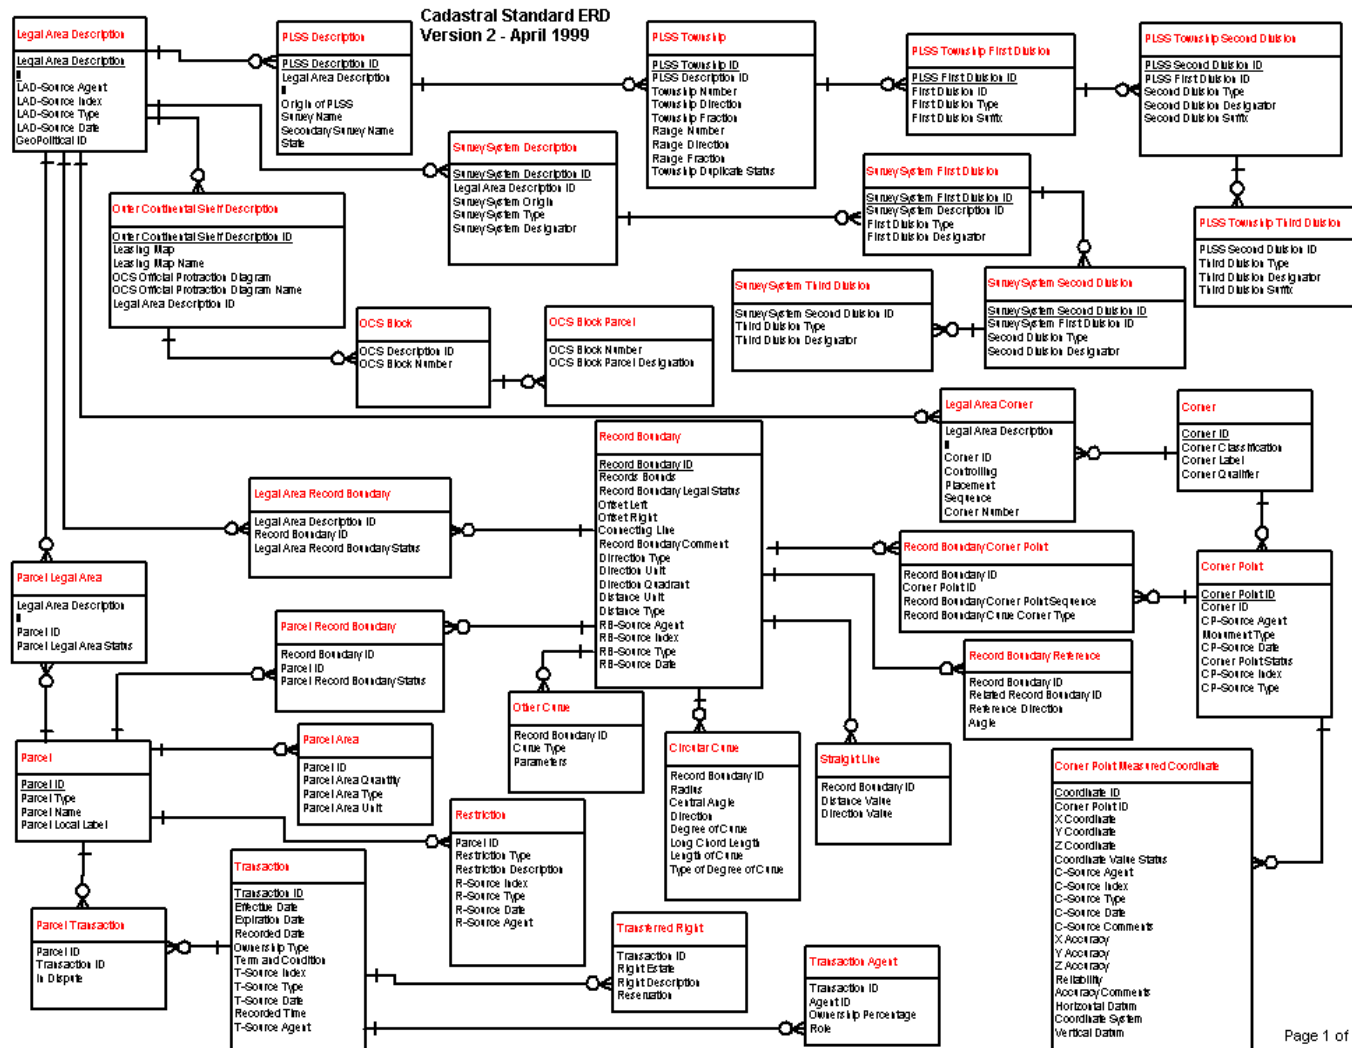 Cadastral Standard ERD
Version 2 - April 1999
Legal Area Description
Legal Area Description
LAD-Source Agent
LAD-Source Index
LAD-Source Type
LAD-Source Date
GeoPolitical ID
PLSS Description
PLSS Description ID
Legal Area Description
Origin of PLSS
Survey Name
Secondary Survey Name
State
PLSS Township
PLSS Township ID
PLSS Description ID
Township Number
Township Direction
Township Fraction
Range Number
Range Direction
Range Fraction
Township Duplicate Status
PLSS Township First Division
PLSS First Division ID
First Division ID
First Division Type
First Division Suffix
PLSS Township Second Division
PLSS Second Division ID
PLSS First Division ID
Second Division Type
Second Division Designator
Second Division Suffix
Survey System Description
Survey System Description ID
Legal Area Description ID
Survey System Origin
Survey System Type
Survey System Designator
Survey System First Division
Survey System First Division ID
Survey System Description ID
First Division Type
First Division Designator
PLSS Township Third Division
PLSS Second Division ID
Third Division Type
Third Division Designator
Third Division Suffix
Outer Continental Shelf Description
Outer Continental Shelf Description ID
Leasing Map
Leasing Map Name
OCS Official Protraction Diagram
OCS Official Protraction Diagram Name
Legal Area Description ID
Survey System Third Division
Survey System Second Division ID
Third Division Type
Third Division Designator
Survey System Second Division
Survey System Second Division ID
Survey System First Division ID
Second Division Type
Second Division Designator
OCS Block
OCS Description ID
OCS Block Number
OCS Block Parcel
OCS Block Number
OCS Block Parcel Designation
Legal Area Corner
Legal Area Description
Corner ID
Controlling
Placement
Sequence
Corner Number
Corner
Corner ID
Corner Classification
Corner Label
Corner Qualifier
Record Boundary
Record Boundary ID
Records Bounds
Record Boundary Legal Status
Offset Left
Offset Right
Connecting Line
Record Boundary Comment
Dirrection Type
Direction Unit
Direction Quadrant
Distance Unit
Distance Type
RB-Source Agent
RB-Source Index
RB-Source Type
RB-Source Date
Legal Area Record Boundary
Legal Area Description ID
Record Boundary ID
Legal Area Record Boundary Status
Record Boundary Corner Point
Record Boundary ID
Corner Point ID
Record Boundary Corner Point Sequence
Record Boundary Curve Corner Type
Corner Point
Corner Point ID
Corner ID
CP-Source Agent
Monument Type
CP-Source Date
Corner Point Status
CP-Source Index
CP-Source Type
Parcel Legal Area
Legal Area Description
Parcel ID
Parcel Legal Area Status
Parcel Record Boundary
Record Boundary ID
Parcel ID
Parcel Record Boundary Status
Record Boundary Reference
Record Boundary ID
Related Record Boundary ID
Reference Direction
Angle
Other Curve
Record Boundary ID
Curve Type
Parameters
Circular Curve
Record Boundary ID
Radius
Central Angle
Direction
Degree of Curve
Long Chord Length
Length of Curve
Type of Degree of Curve
Straight Line
Record Boundary ID
Distance Value
Direction Value
Parcel
Parcel ID
Parcel Type
Parcel Name
Parcel Local Label
Parcel Area
Parcel ID
Parcel Area Quantity
Parcel Area Type
Parcel Area Unit
Corner Point Measured Coordinate
Coordinate ID
Corner Point ID
X Coordinate
Y Coordinate
Z Coordinate
Coordinate Value Status
C-Source Agent
C-Source Index
C-Source Type
C-Source Date
C-Source Comments
X Accuracy
Y Accuracy
Z Accuracy
Reliability
Accuracy Comments
Horizontal Datum
Coordinate System
Vertical Datum
Restriction
Parcel ID
Restriction Type
Restriction Description
R-Source Index
R-Source Type
R-Source Date
R-Source Agent
Transaction
Transaction ID
Effective Date
Expiration Date
Recorded Date
Ownership Type
Term and Condition
T-Source Index
T-Source Type
T-Source Date
Recorded Time
T-Source Agent
Parcel Transaction
Parcel ID
Transaction ID
In Dispute
Transferred Right
Transaction ID
Right Estate
Right Description
Reservation
Transaction Agent
Transaction ID
Agent ID
Ownership Percentage
Role
Page 1 of